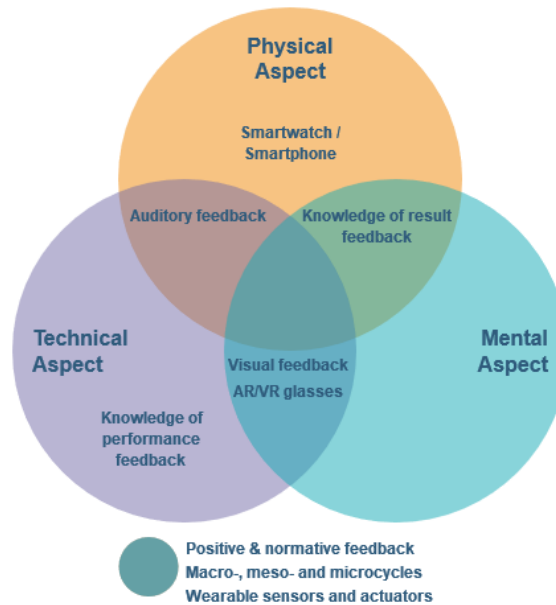 Physical
Aspect
Smartwatch /
Smartphone
Auditory feedback
Knowledge of result
feedback
Technical
Aspect
Mental
Aspect
Visual feedback
AR/VR glasses
Knowledge of
performance
feedback
Positive & normative feedback
Macro-, meso- and microcycles
Wearable sensors and actuators